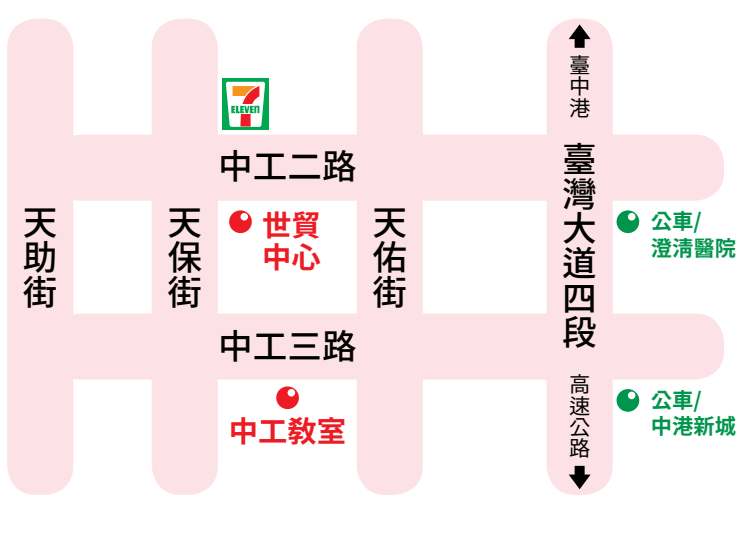 臺中港
7
ELEVEN
中工二路
臺灣大道四段
天助街
天保街
世貿
中心
天佑街
公車/
澄清醫院
中工三路
高速公路
中工教室
公車/
中港新城